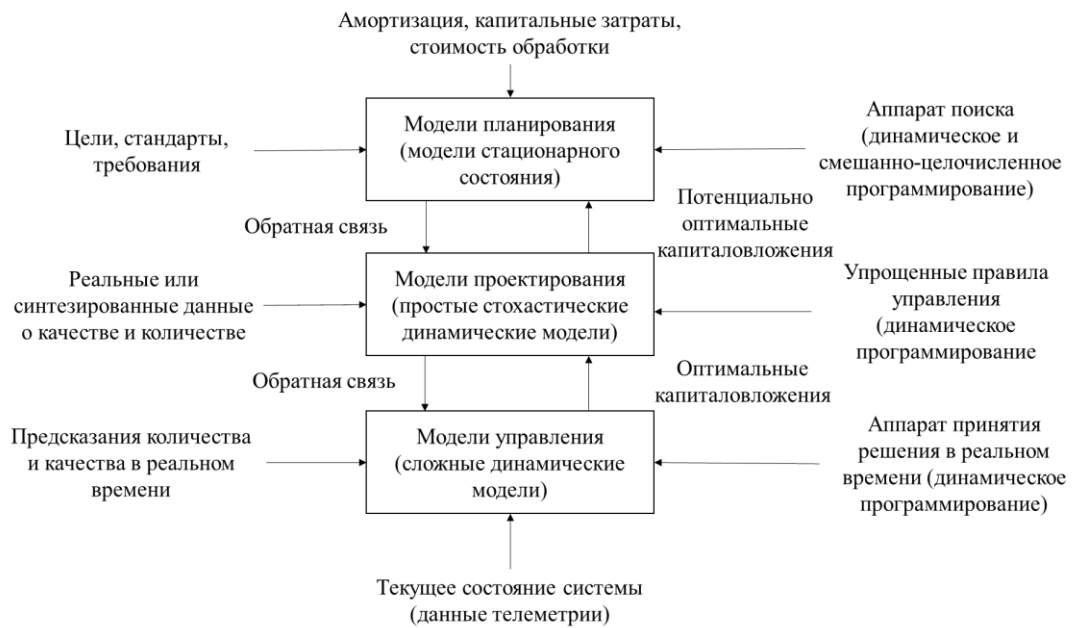 Амортизация, капитальные затраты,
стоимость обработки
Цели, стандарты,
требования
Модели планирования
(модели стационарного
состояния)
Аппарат поиска
(динамическое и
смешанно-целочисленное
программирование)
Обратная связь
Потенциально
оптимальные
капиталовложения
Реальные или
синтезированные данные
о качестве и количестве
Модели проектирования
(простые стохастические
динамические модели)
Упрощенные правила
управления
(динамическое
программирование
Обратная связь
Оптимальные
капиталовложения
Предсказания количества
и качества в реальном
времени
Модели управления
(сложные динамические
модели)
Аппарат принятия
решения в реальном
времени (динамическое
программирование)
Текущее состояние системы
(данные телеметрии)